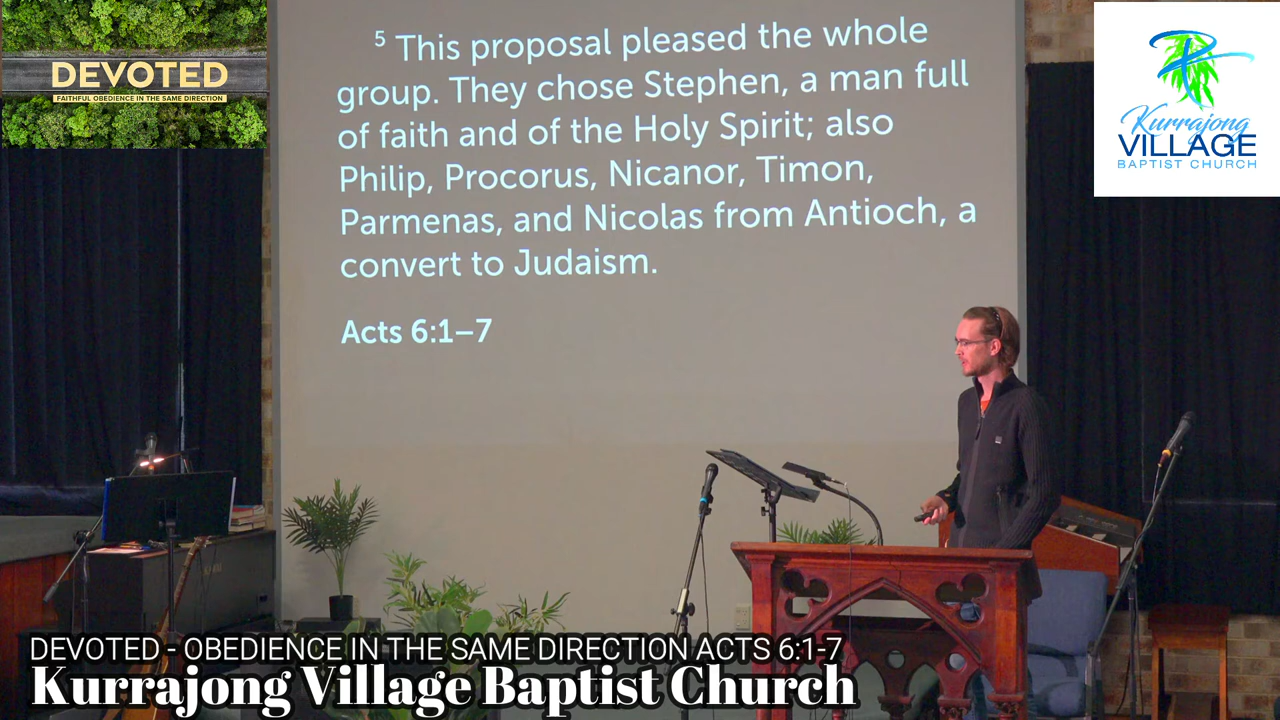 DEVOTED
FAITHFUL OBEDIENCE IN THE SAME DIRECTION
5 This proposal pleased the whole
group. They chose Stephen, a man full
of faith and of the Holy Spirit; also
Philip, Procorus, Nicanor, Timon,
Parmenas, and Nicolas from Antioch, a
convert to Judaism.
Acts 6:1–7
Kurrajong
VILLAGE
BAPTIST CHURCH
DEVOTED - OBEDIENCE IN THE SAME DIRECTION ACTS 6:1-7
Kurrajong Village Baptist Church